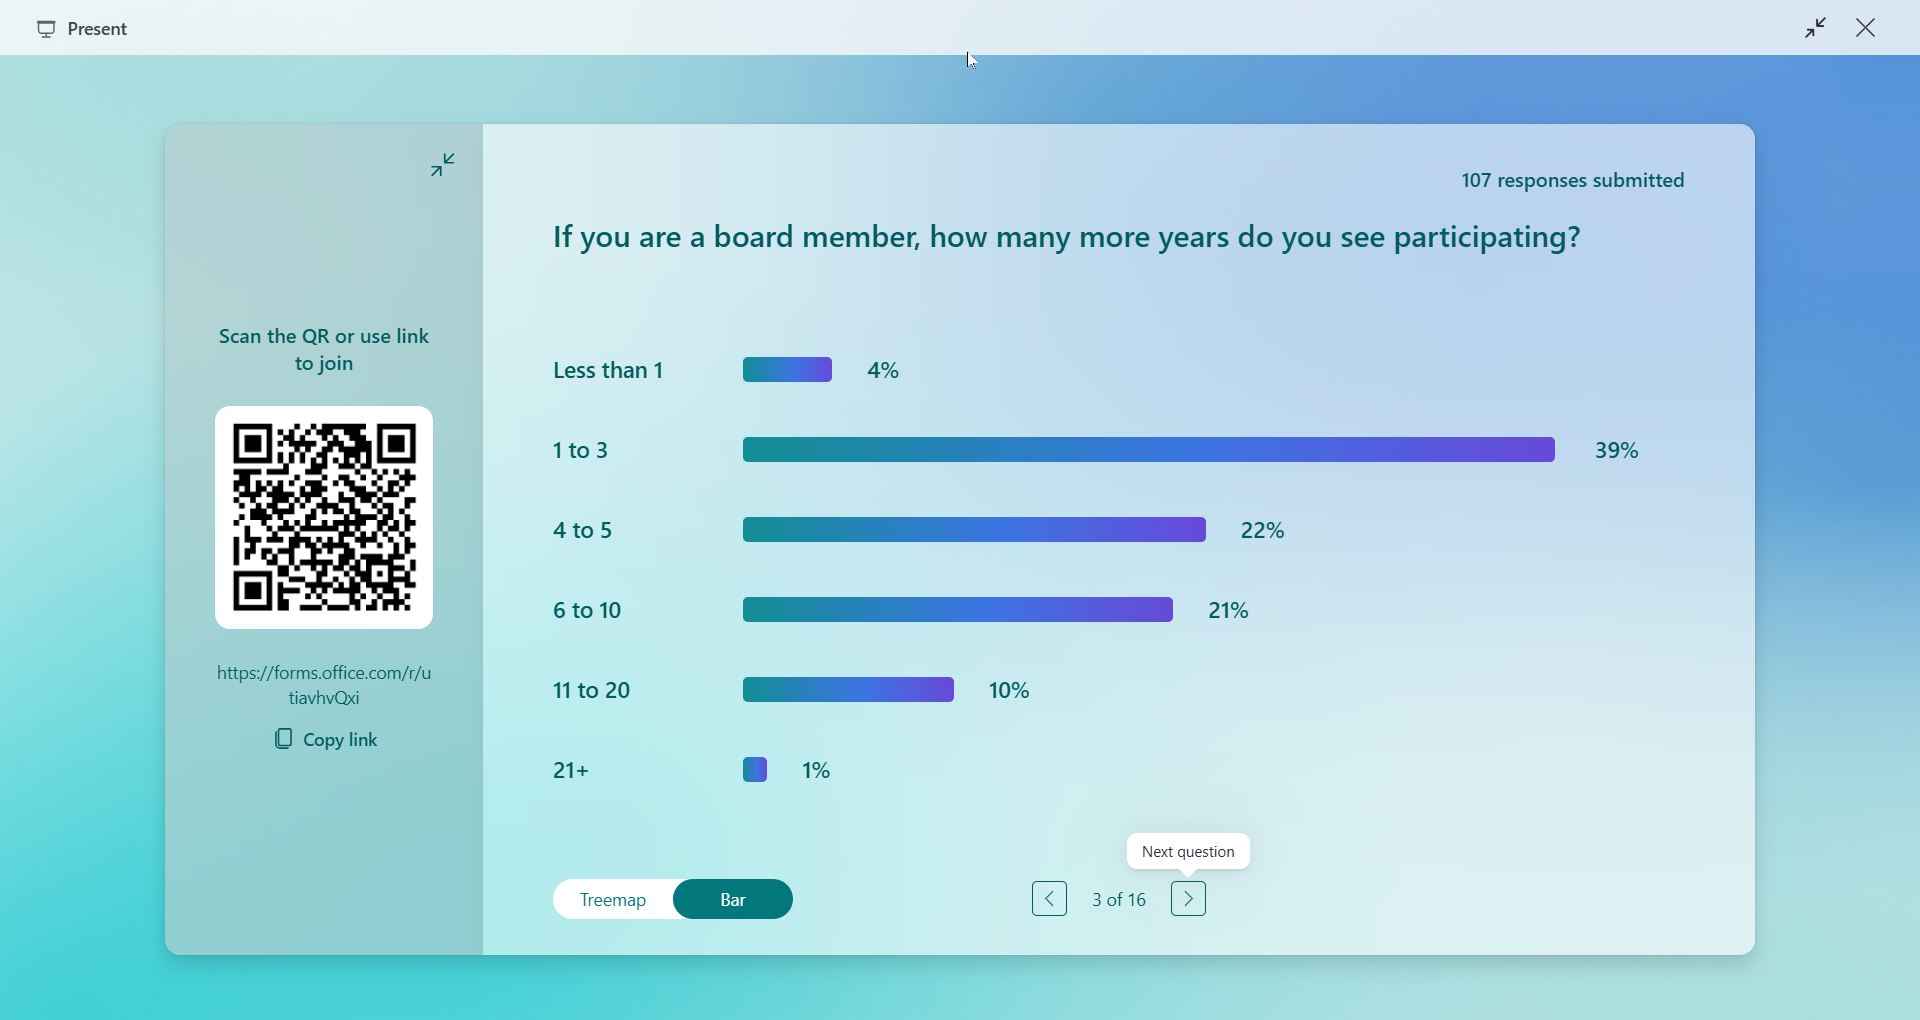 Present
107 responses submitted
If you are a board member, how many more years do you see participating?
Scan the QR or use link
to join
https://forms.office.com/r/u
tiavhvQxi
Copy link
Less than 1 4%
1 to 3 39%
4 to 5 22%
6 to 10 21%
11 to 20 10%
21+ 1%
Next question
Treemap Bar 3 of 16